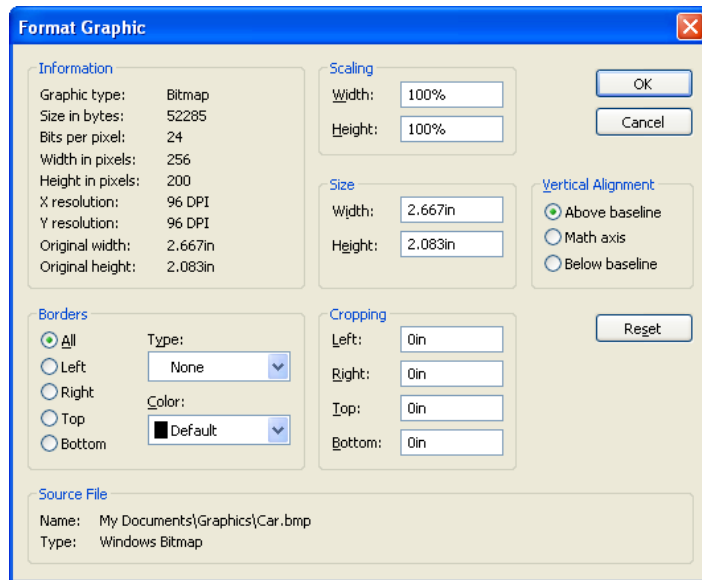 Format Graphic
Information
Graphic type: Bitmap
Size in bytes: 52285
Bits per pixel: 24
Width in pixels: 256
Height in pixels: 200
X resolution: 96 DPI
Y resolution: 96 DPI
Original width: 2.667in
Original height: 2.083in
Scaling
Width: 100%
Height: 100%
OK
Cancel
Size
Width: 2.667in
Height: 2.083in
Vertical Alignment
Above baseline
Math axis
Below baseline
Borders
All
Left
Right
Top
Bottom
Type:
None
Color:
Default
Cropping
Left: 0in
Right: 0in
Top: 0in
Bottom: 0in
Reset
Source File
Name: My Documents\Graphics\Car.bmp
Type: Windows Bitmap